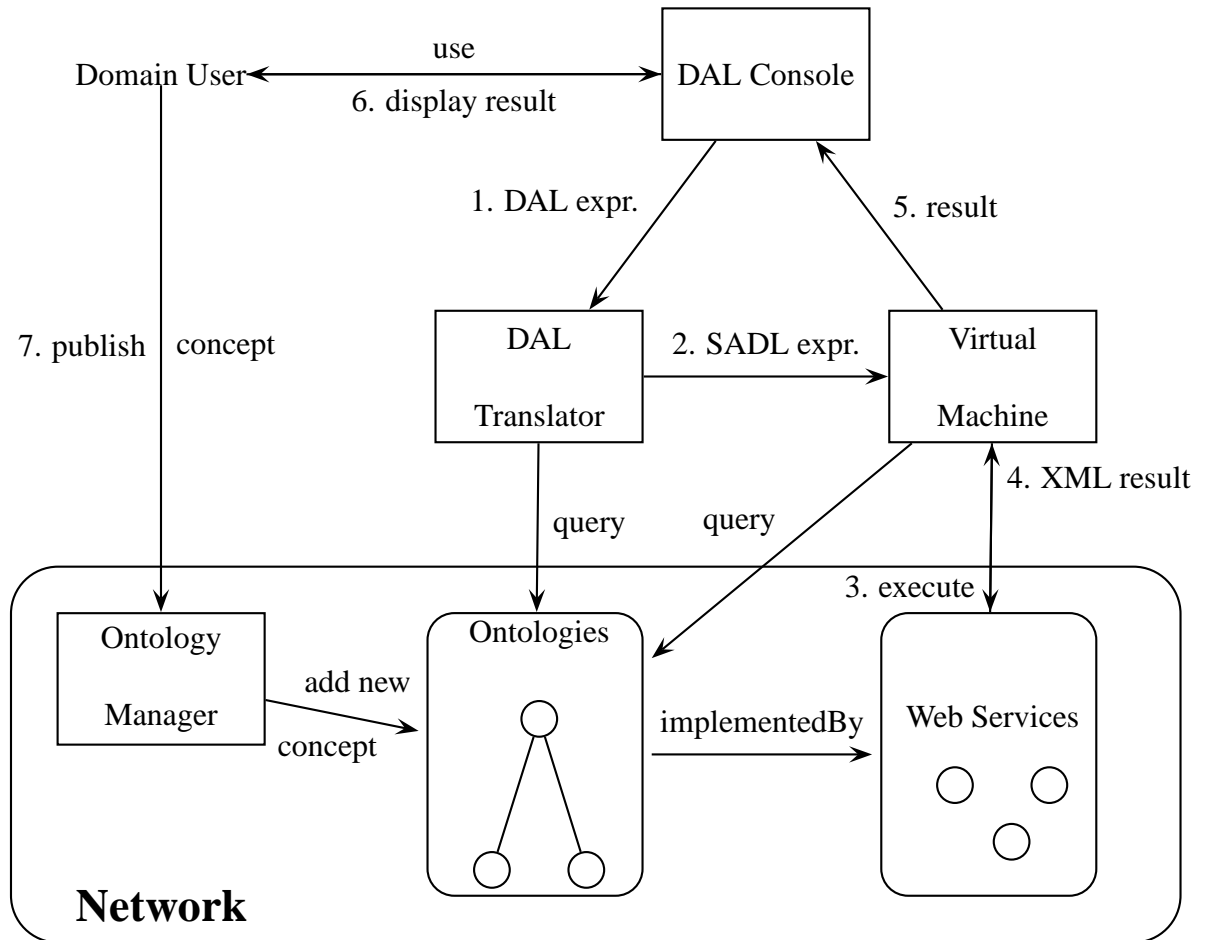 use
Domain User
DAL Console
6. display result
1. DAL expr.
5. result
7. publish concept
DAL
Translator
2. SADL expr.
Virtual
Machine
4. XML result
query
query
3. execute
Ontology
Manager
Ontologies
add new
concept
implementedBy
Web Services
Network